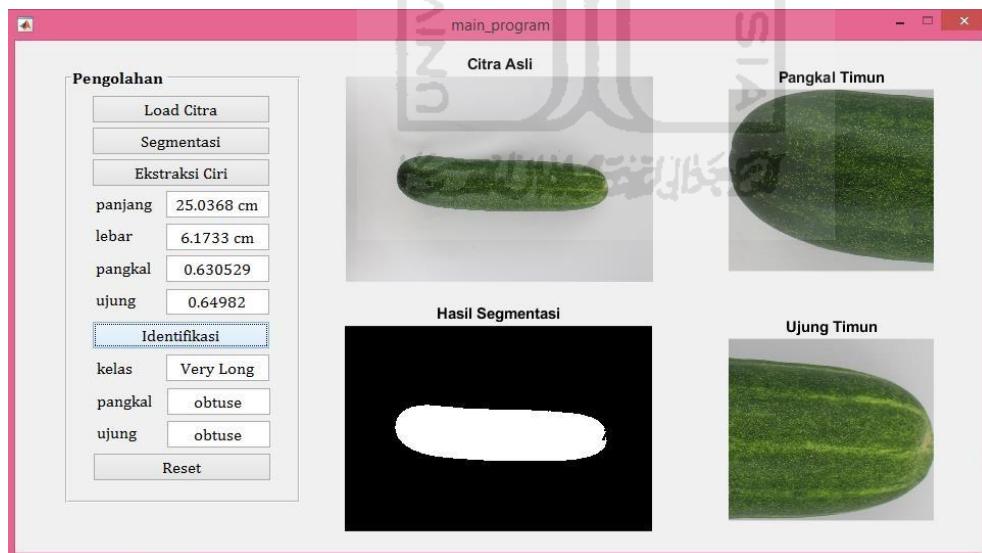 main_program
Pengolahan
Load Citra
Segmentasi
Ekstraksi Ciri
panjang 25.0368 cm
lebar 6.1733 cm
pangkal 0.630529
ujung 0.64982
Identifikasi
kelas Very Long
pangkal obtuse
ujung obtuse
Reset
Citra Asli
Pangkal Timun
Hasil Segmentasi
Ujung Timun